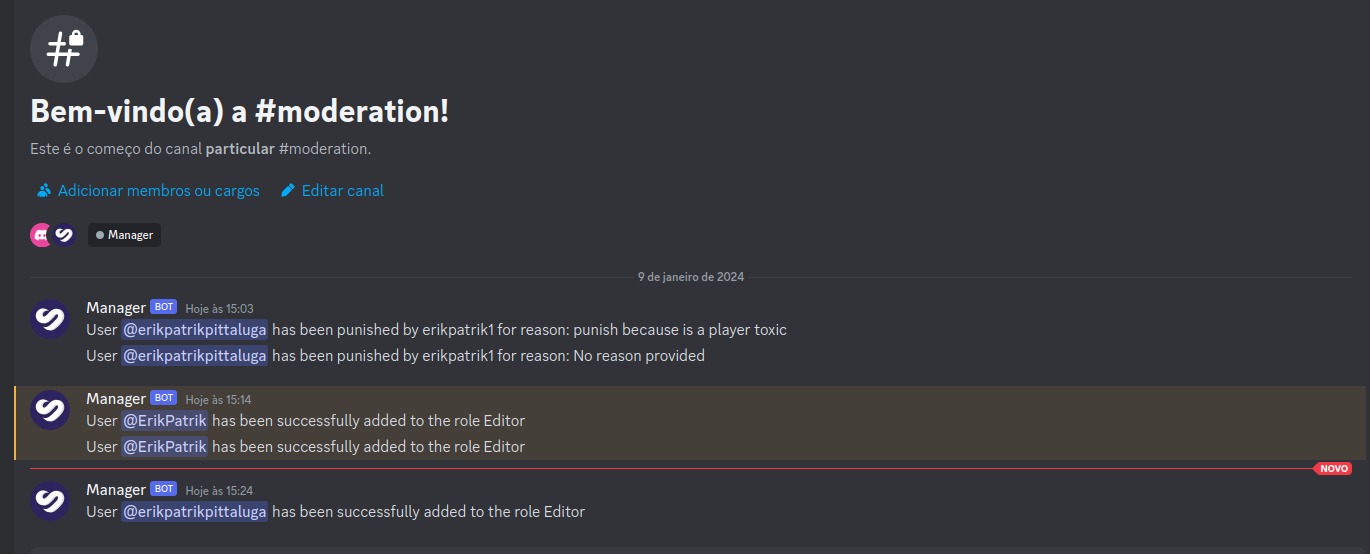 Bem-vindo(a) a #moderation!
Este é o começo do canal particular #moderation.
Adicionar membros ou cargos Editar canal
Manager
9 de janeiro de 2024
Manager BOT Hoje às 15:03
User @erikpatrikpittaluga has been punished by erikpatrik1 for reason: punish because is a player toxic
User @erikpatrikpittaluga has been punished by erikpatrik1 for reason: No reason provided
Manager BOT Hoje às 15:14
User @ErikPatrik has been successfully added to the role Editor
User @ErikPatrik has been successfully added to the role Editor
NOVO
Manager BOT Hoje às 15:24
User @erikpatrikpittaluga has been successfully added to the role Editor